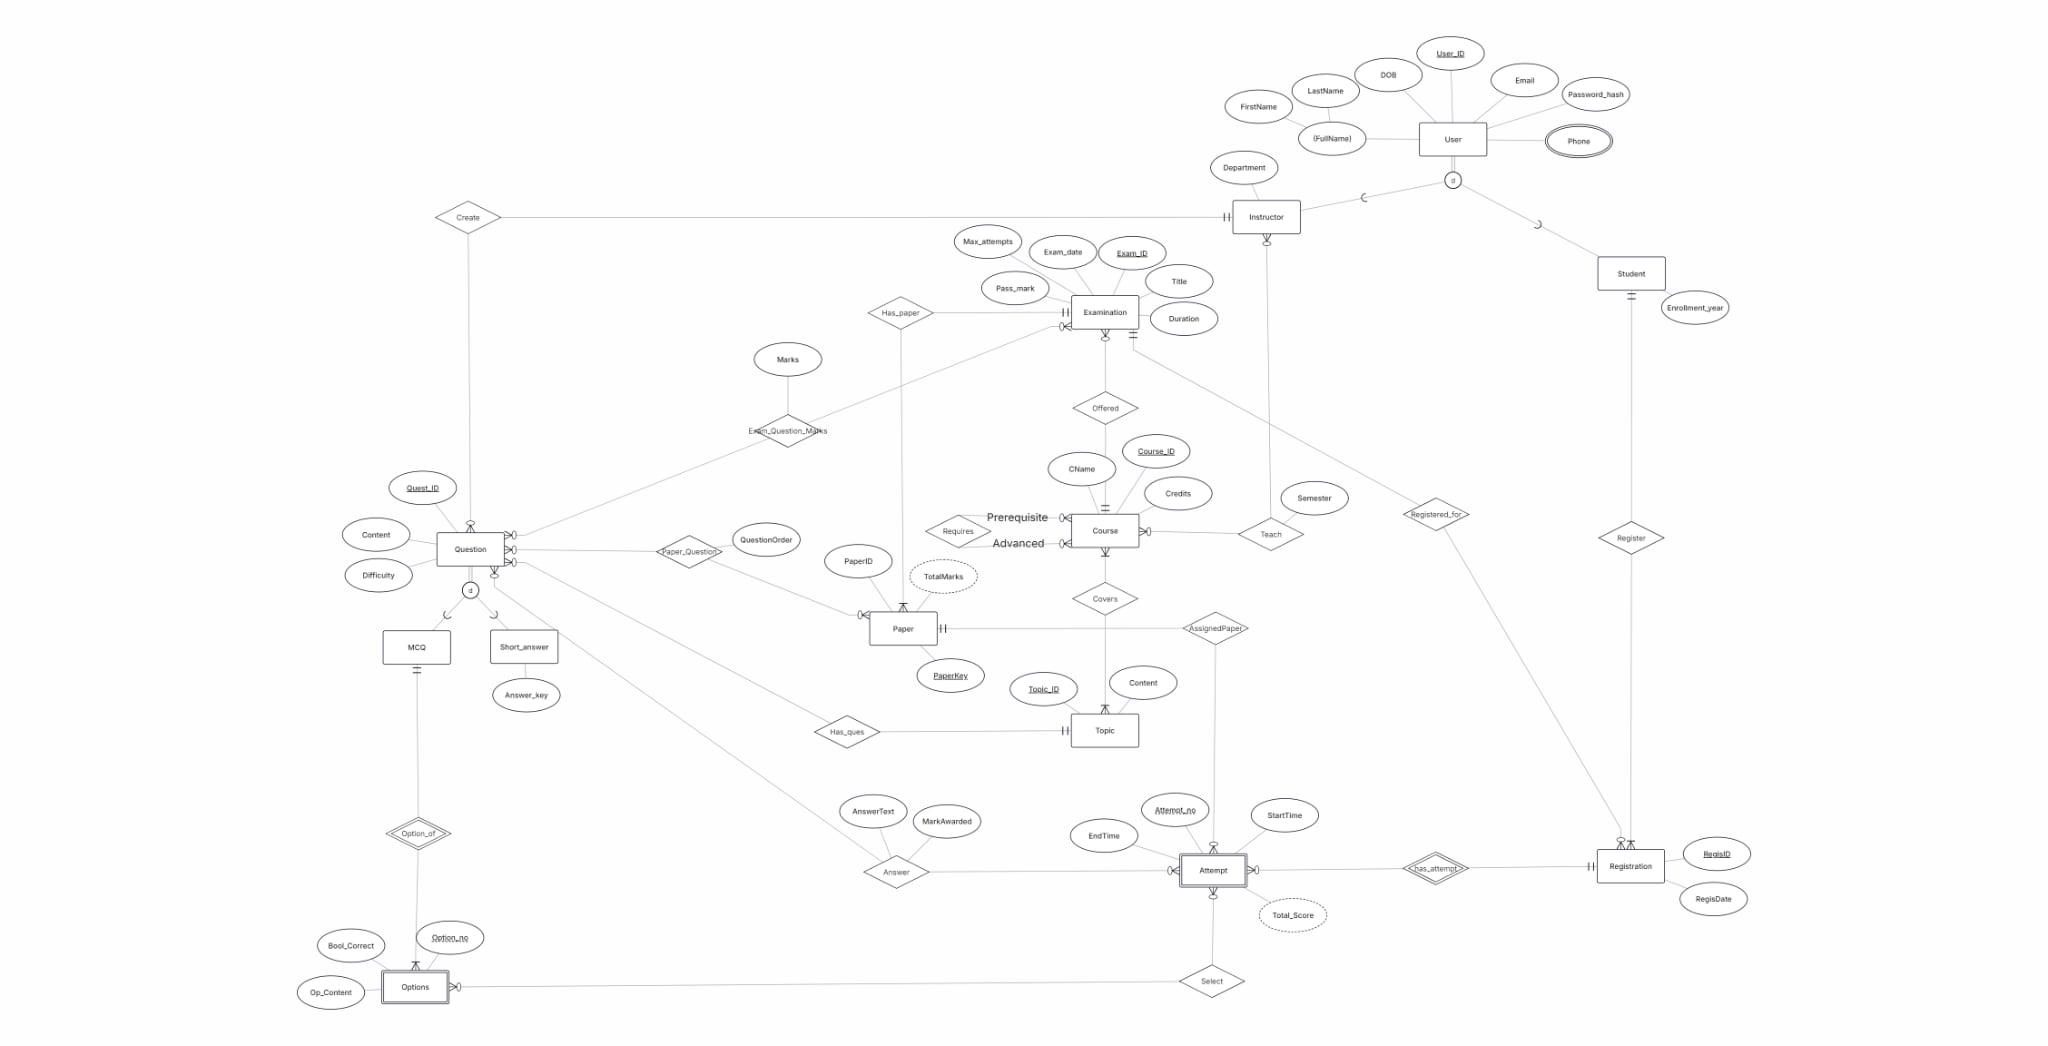 User_ID
DOB
Email
LastName
Password_hash
FirstName
(FullName)
User
Phone
Department
d
Create
Instructor
Max_attempts
Exam_date
Exam_ID
Student
Pass_mark
Title
Enrollment_year
Has_paper
Examination
Duration
Marks
Offered
Exam_Question_Marks
Course_ID
CName
Quest_ID
Credits
Semester
Registered_for
Prerequisite
Content
Requires
Course
Teach
Register
QuestionOrder
Advanced
Question
Paper_Question
PaperID
TotalMarks
Difficulty
d
Covers
Paper
AssignedPaper
MCQ
Short_answer
PaperKey
Topic_ID
Content
Answer_key
Has_ques
Topic
AnswerText
Attempt_no
StartTime
MarkAwarded
Option_of
EndTime
RegisID
Answer
Attempt
has_attempt
Registration
RegisDate
Total_Score
Option_no
Bool_Correct
Select
Options
Op_Content